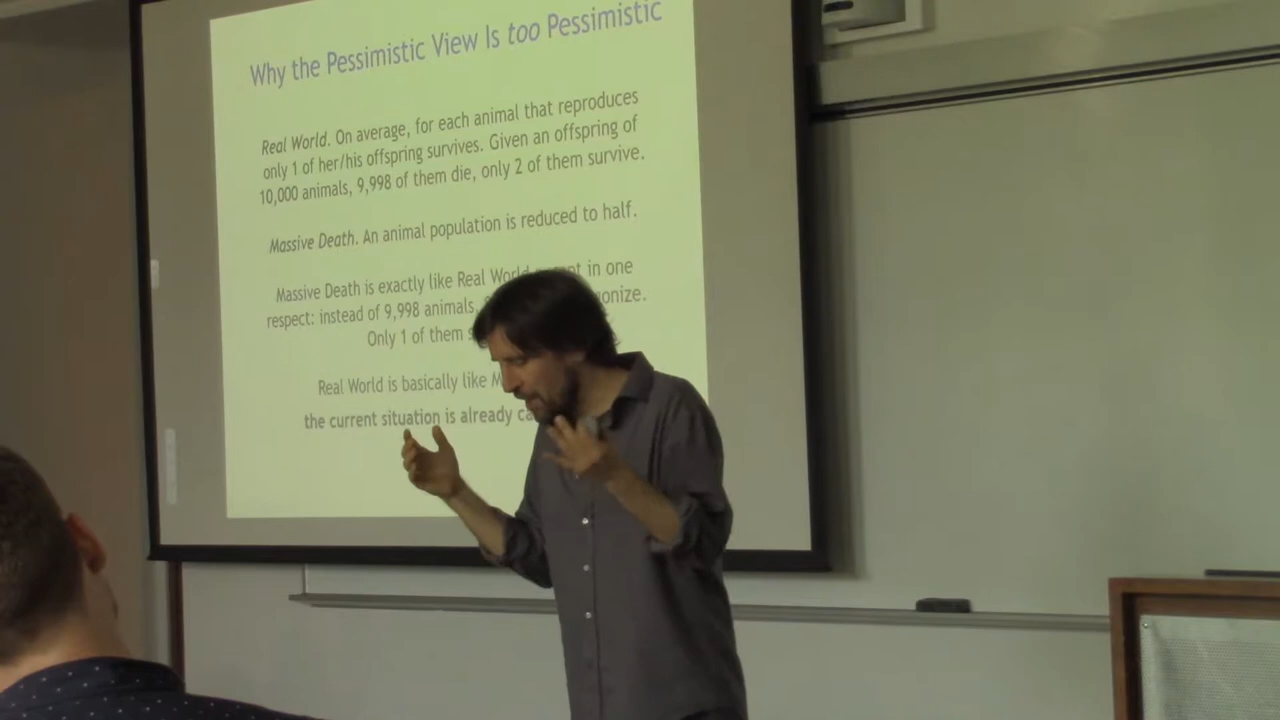 Why the Pessimistic View Is too Pessimistic
Real World. On average, for each animal that reproduces
only 1 of her/his offspring survives. Given an offspring of
10,000 animals, 9,998 of them die, only 2 of them survive.
Massive Death. An animal population is reduced to half.
Massive Death is exactly like Real World in one
respect: instead of 9,998 animals,
Only 1 of them
Real World is basically like
the current situation is already